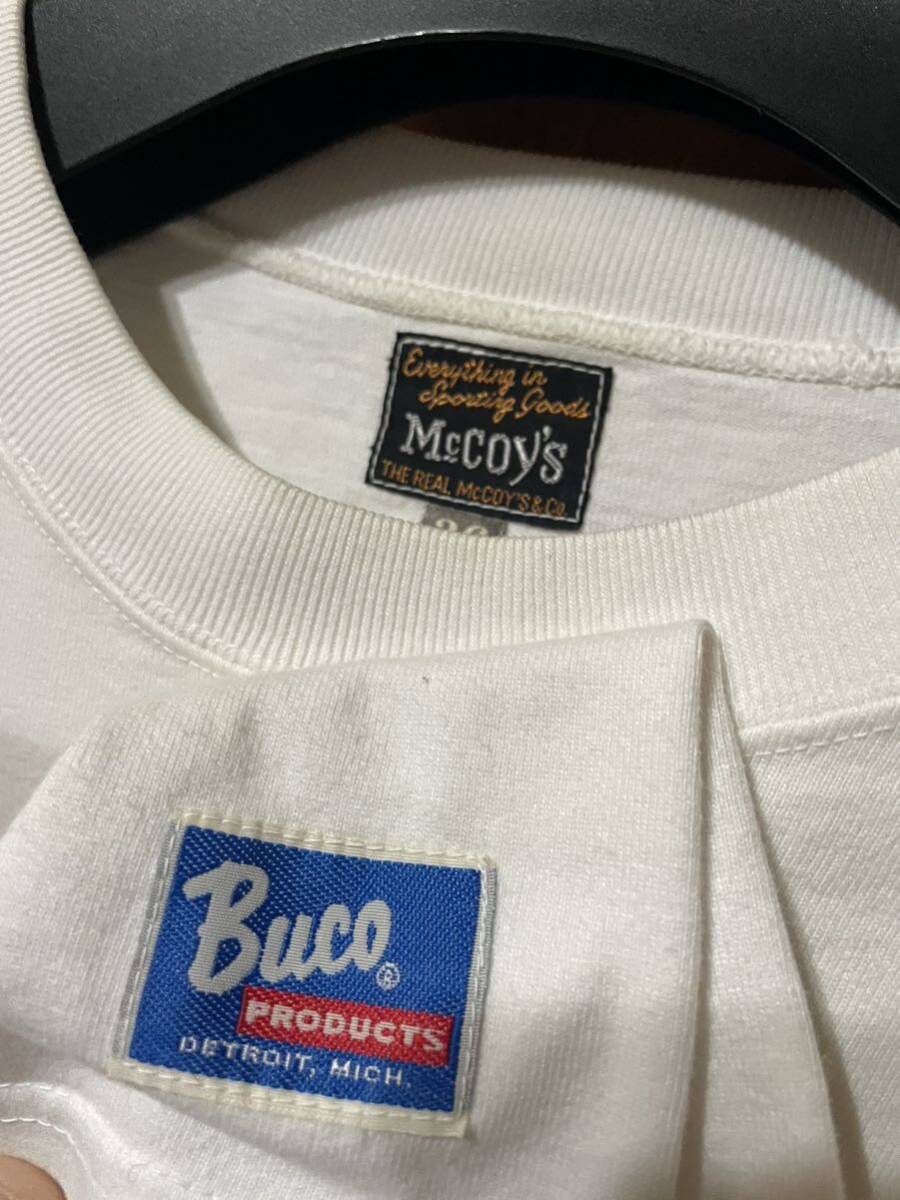 Everything in
Sporting Goods
McCOY'S
THE REAL McCOY'S & Co.
Buco®
PRODUCTS
DETROIT, MICH.